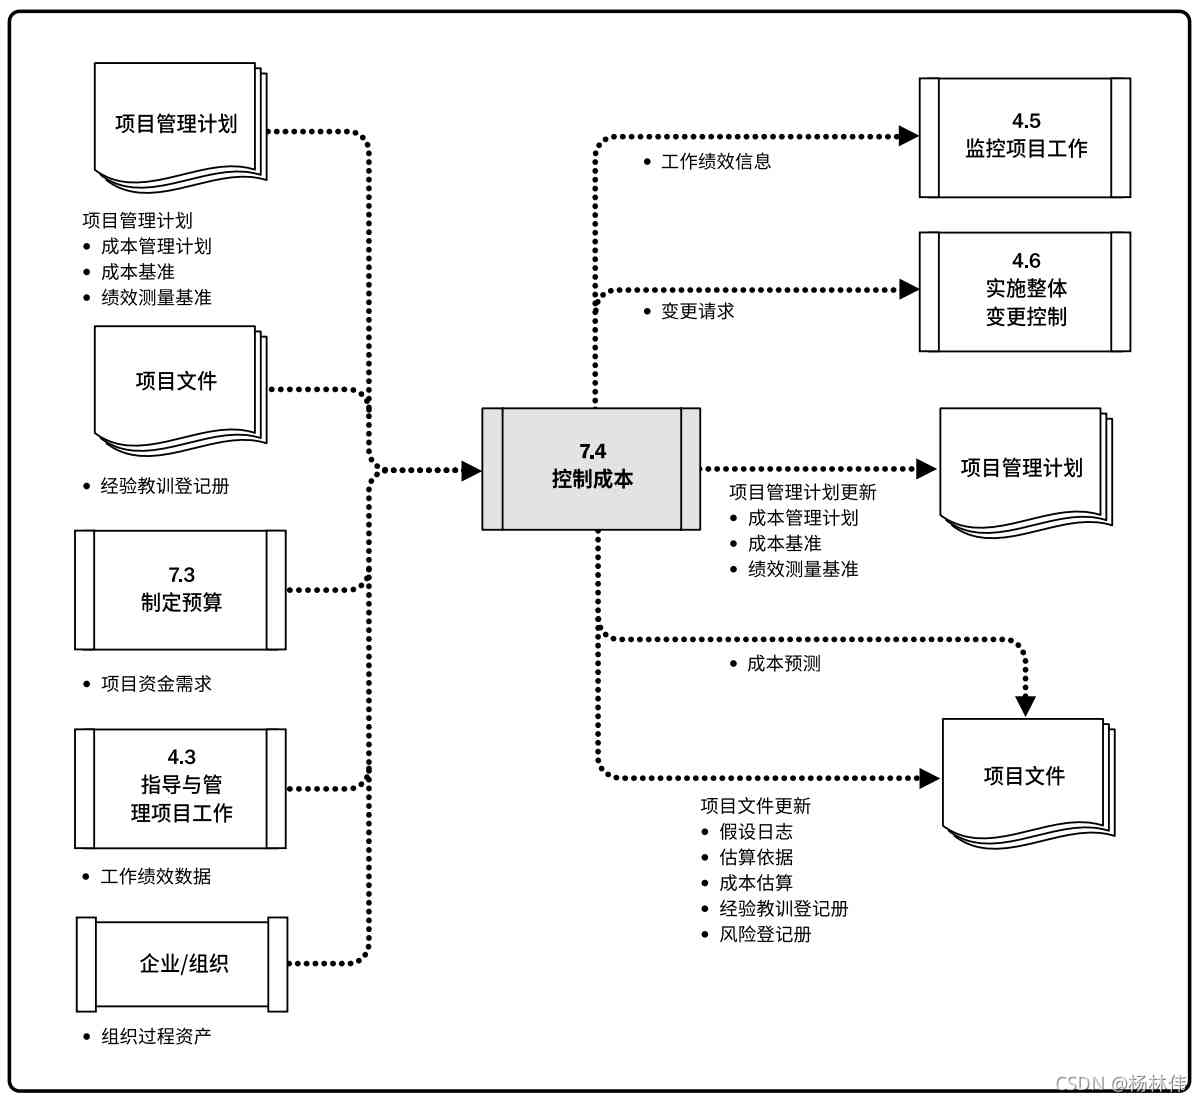 项目管理计划
项目管理计划
• 成本管理计划
• 成本基准
• 绩效测量基准
项目文件
• 经验教训登记册
7.3
制定预算
• 项目资金需求
4.3
指导与管
理项目工作
• 工作绩效数据
企业/组织
• 组织过程资产
7.4
控制成本
• 工作绩效信息
4.5
监控项目工作
• 变更请求
4.6
实施整体
变更控制
项目管理计划更新
• 成本管理计划
• 成本基准
• 绩效测量基准
项目管理计划
• 成本预测
项目文件
项目文件更新
• 假设日志
• 估算依据
• 成本估算
• 经验教训登记册
• 风险登记册
CSDN @杨林伟